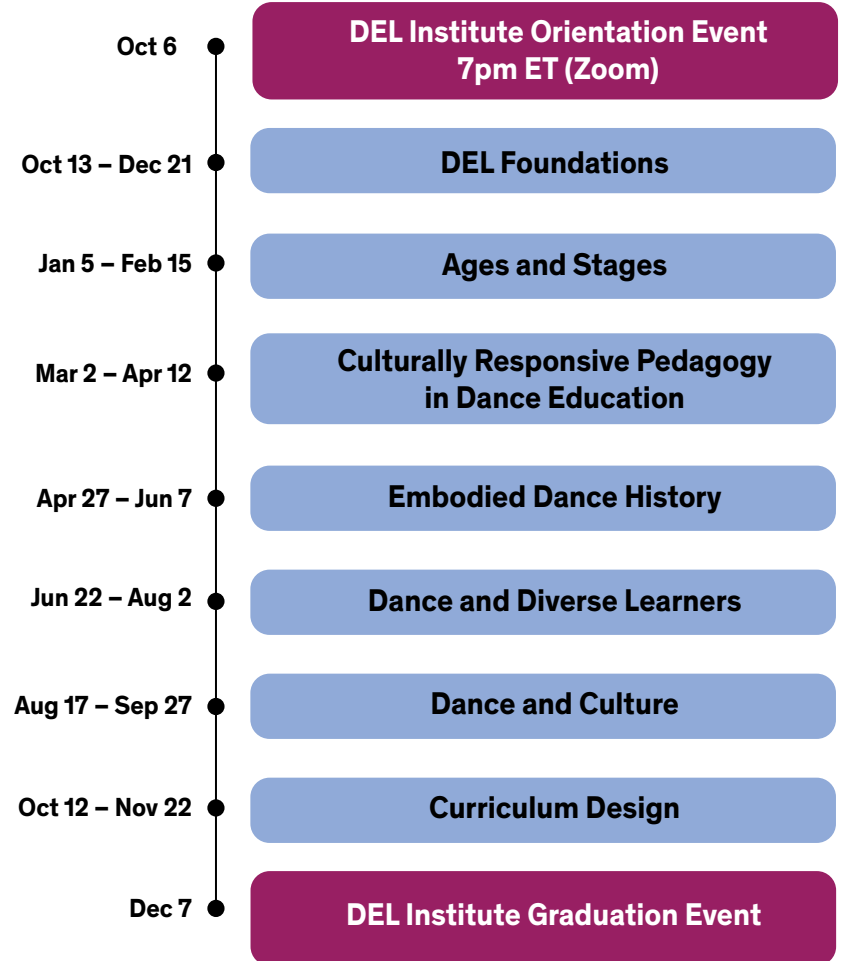 Oct 6
DEL Institute Orientation Event
7pm ET (Zoom)
Oct 13 – Dec 21
DEL Foundations
Jan 5 – Feb 15
Ages and Stages
Mar 2 – Apr 12
Culturally Responsive Pedagogy
in Dance Education
Apr 27 – Jun 7
Embodied Dance History
Jun 22 – Aug 2
Dance and Diverse Learners
Aug 17 – Sep 27
Dance and Culture
Oct 12 – Nov 22
Curriculum Design
Dec 7
DEL Institute Graduation Event